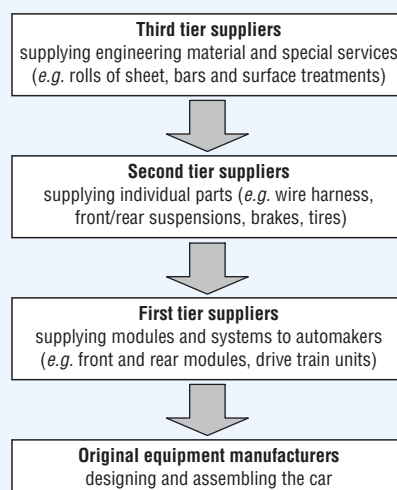 Third tier suppliers
supplying engineering material and special services
(e.g. rolls of sheet, bars and surface treatments)
Second tier suppliers
supplying individual parts (e.g. wire harness,
front/rear suspensions, brakes, tires)
First tier suppliers
supplying modules and systems to automakers
(e.g. front and rear modules, drive train units)
Original equipment manufacturers
designing and assembling the car